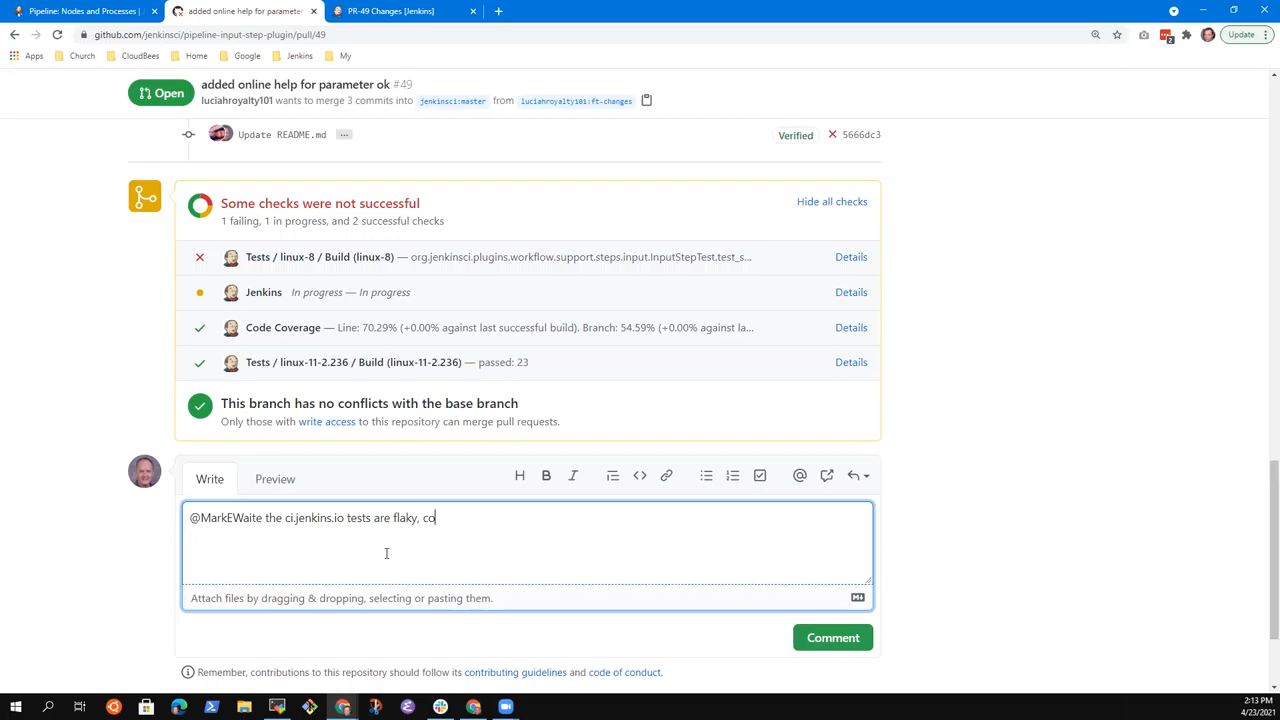 Pipeline: Nodes and Processes |
added online help for parameter
PR-49 Changes [Jenkins]
github.com/jenkinsci/pipeline-input-step-plugin/pull/49
Update
Apps
Church
CloudBees
Home
Google
Jenkins
My
Open
added online help for parameter ok #49
luciahroyalty101 wants to merge 3 commits into jenkinsci:master from luciahroyalty101:ft-changes
Update README.md
Verified
5666dc3
Some checks were not successful
Hide all checks
1 failing, 1 in progress, and 2 successful checks
Tests / linux-8 / Build (linux-8) — org.jenkinsci.plugins.workflow.support.steps.input.InputStepTest.test_s...
Details
Jenkins In progress — In progress
Details
Code Coverage — Line: 70.29% (+0.00% against last successful build). Branch: 54.59% (+0.00% against la...
Details
Tests / linux-11-2.236 / Build (linux-11-2.236) — passed: 23
Details
This branch has no conflicts with the base branch
Only those with write access to this repository can merge pull requests.
Write
Preview
@MarkEWaite the ci.jenkins.io tests are flaky, co
Attach files by dragging & dropping, selecting or pasting them.
Comment
Remember, contributions to this repository should follow its contributing guidelines and code of conduct.
2:13 PM
4/23/2021